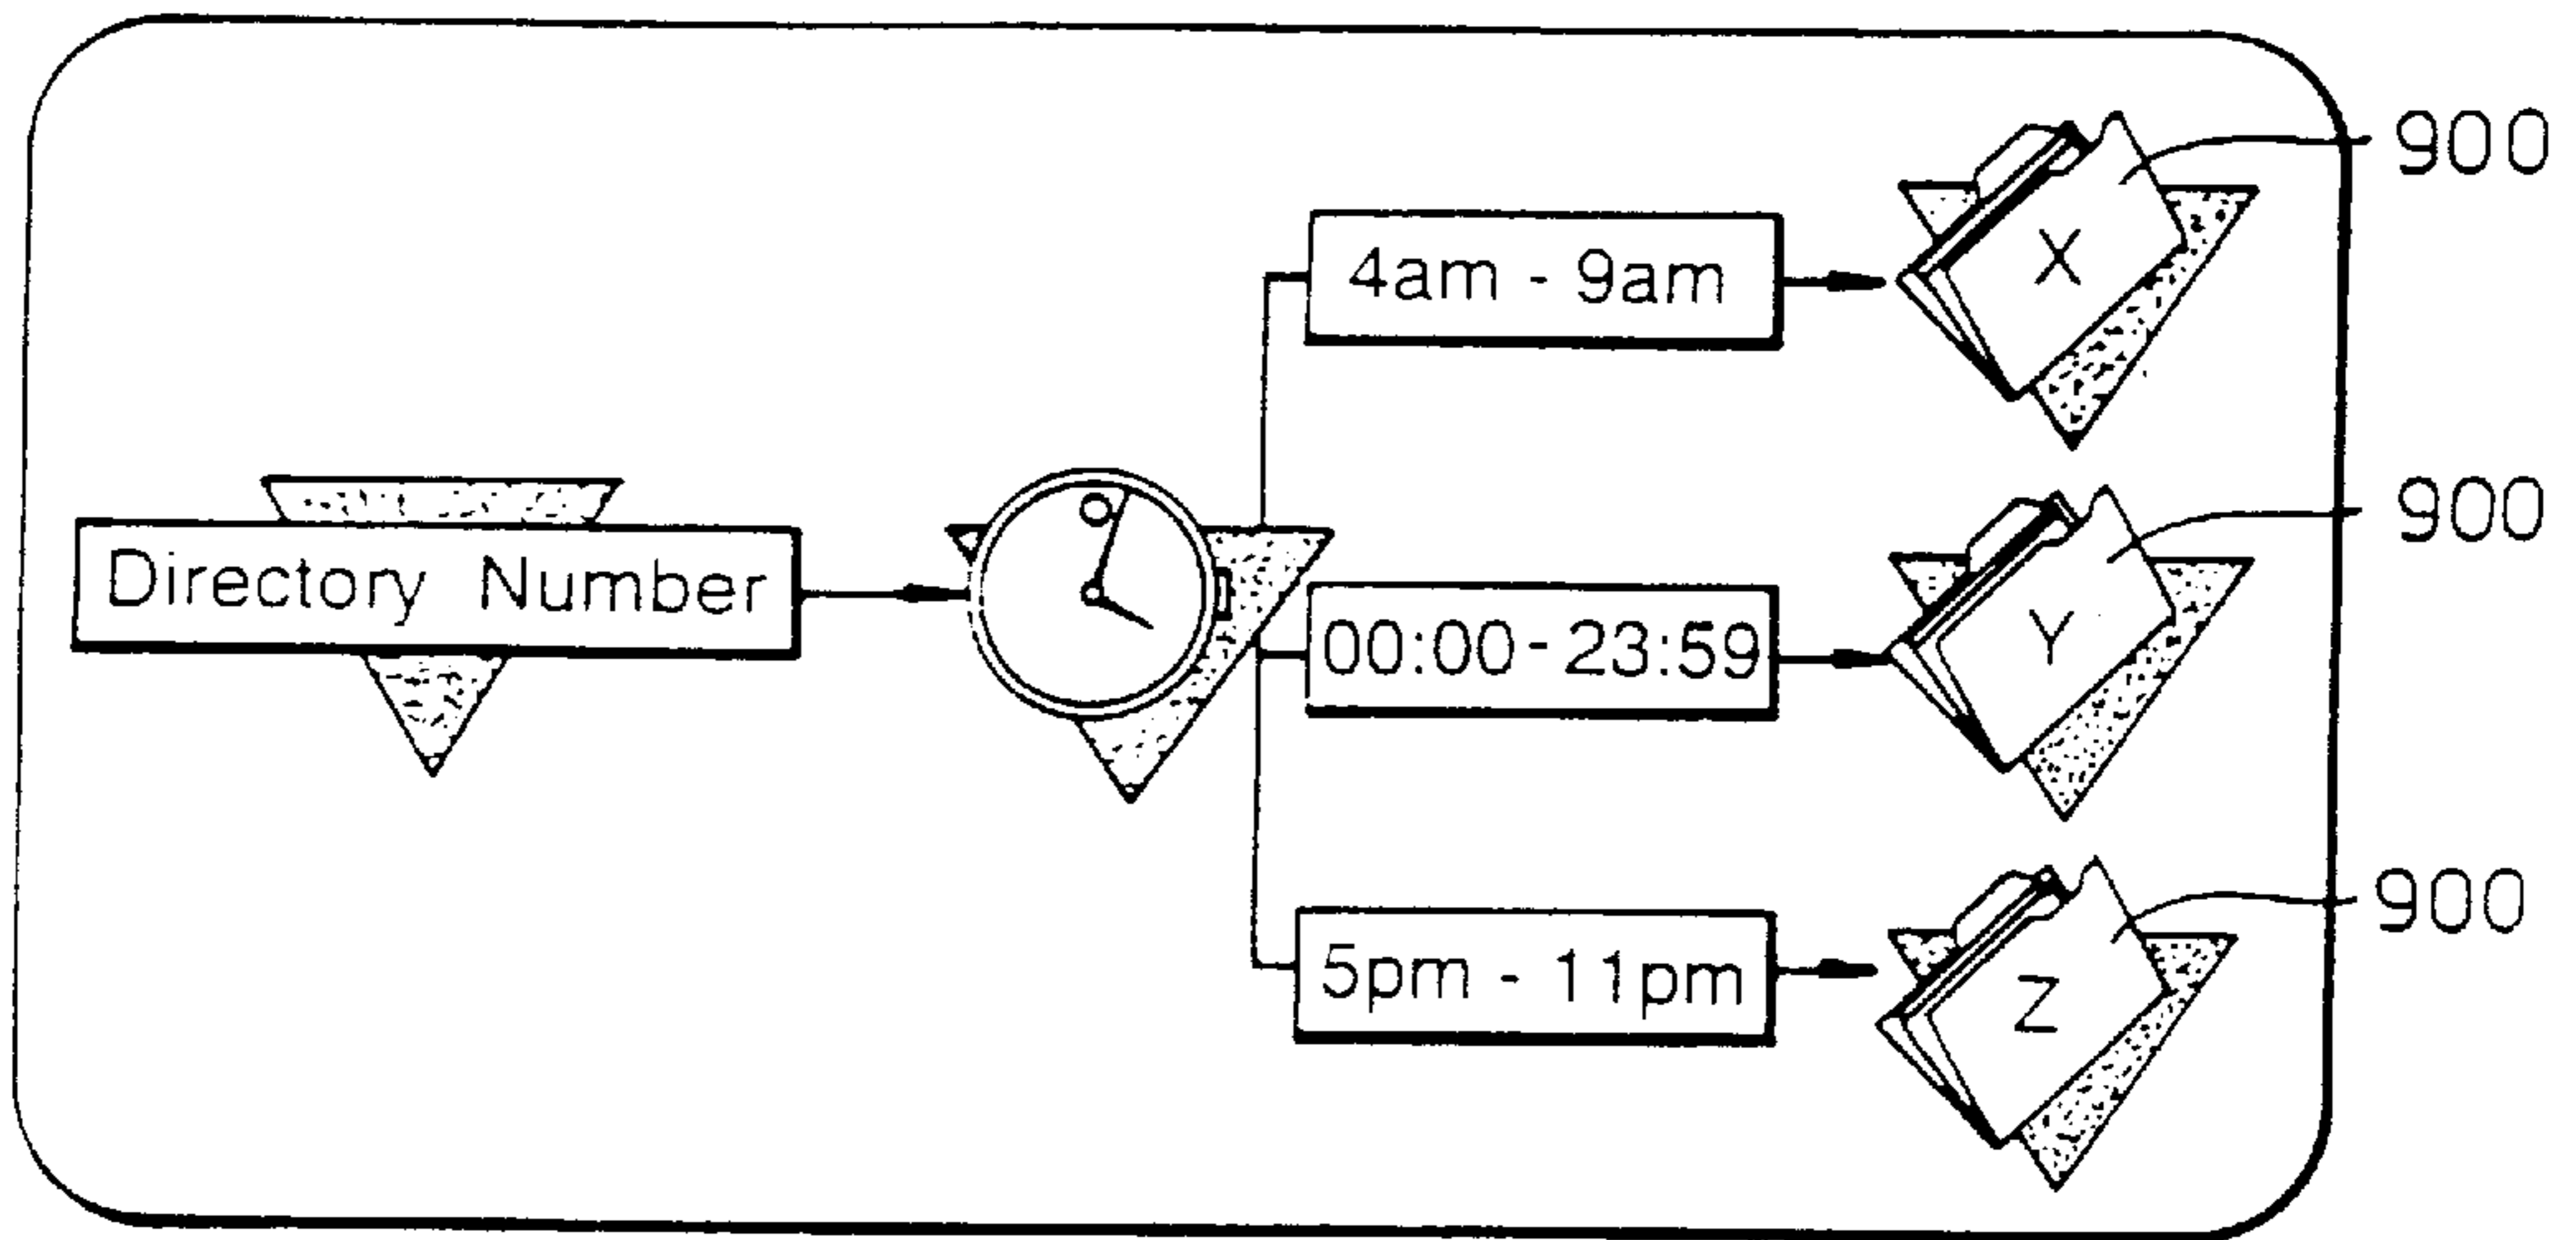 900
4am - 9am
X
900
Directory Number
00:00 - 23:59
Y
900
5pm - 11pm
Z